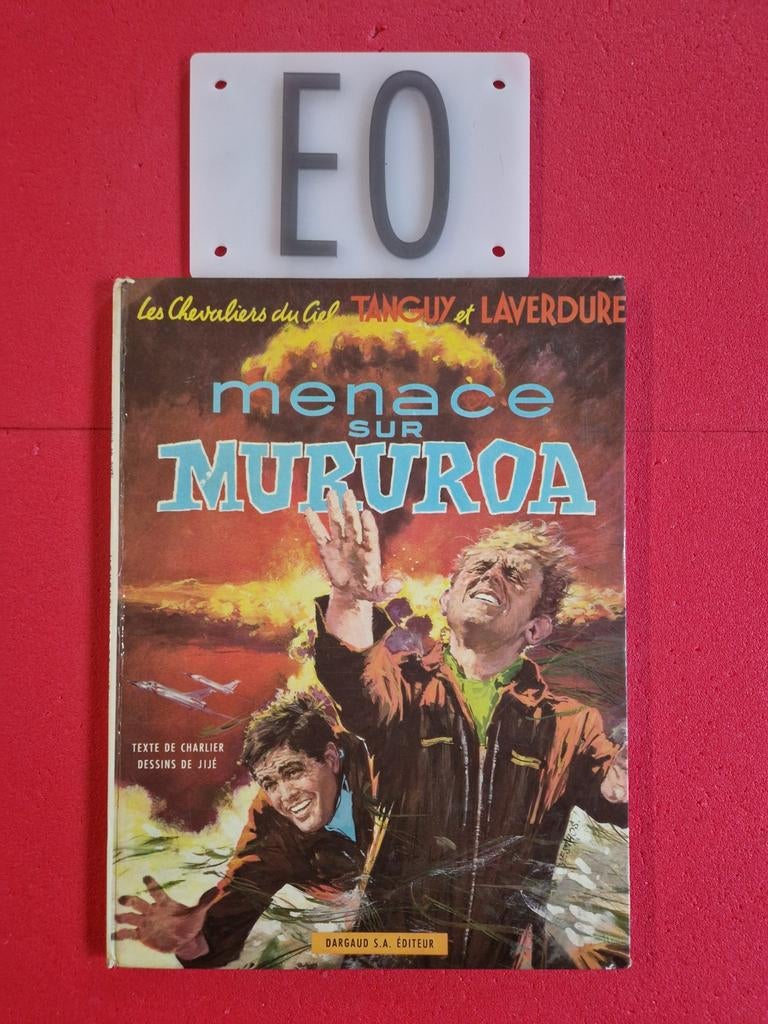 EO
Les Chevaliers du Ciel TANGUY et LAVERDURE
menace
SUR
MURUROA
TEXTE DE CHARLIER
DESSINS DE JIJÉ
DARGAUD S.A. ÉDITEUR